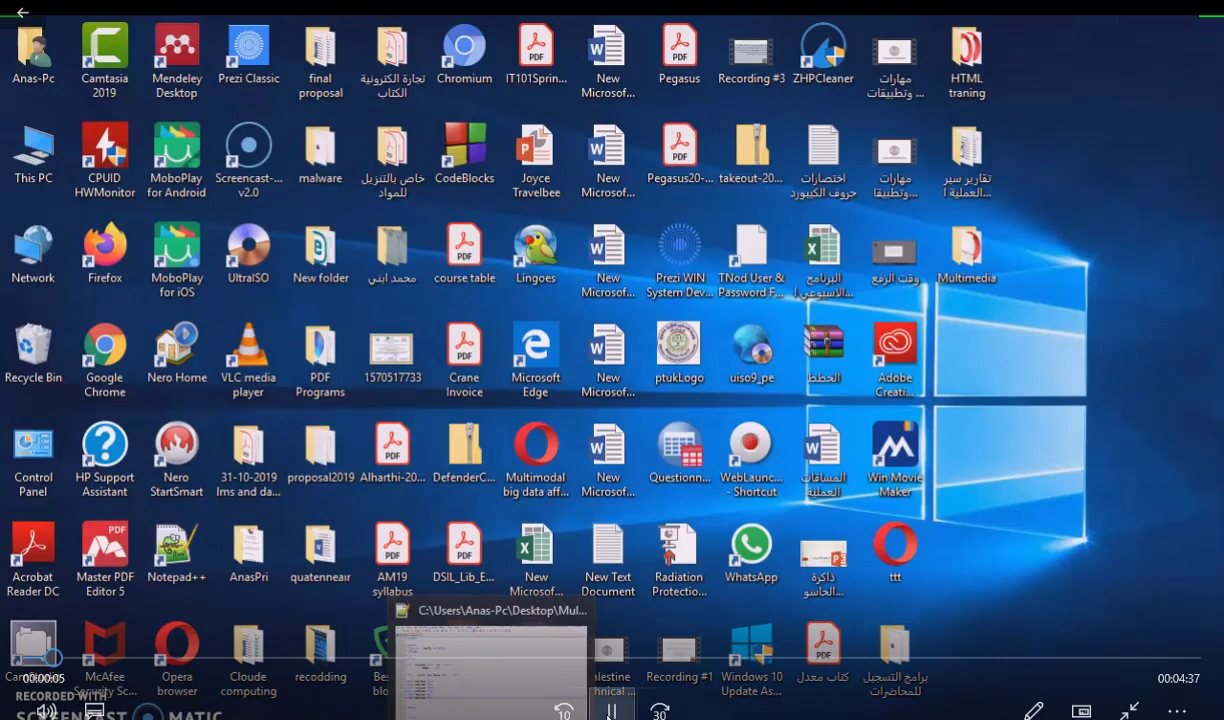 Anas-Pc
Camtasia
2019
Mendeley
Desktop
Prezi Classic
final
proposal
تجارة إلكترونية
الكتاب
Chromium
IT101Sprin...
New
Microsof...
Pegasus
Recording #3
ZHPCleaner
مهارات
وتطبيقات ...
HTML
traning
This PC
CPUID
HWMonitor
MoboPlay
for Android
Screencast-...
v2.0
malware
خاص بالتنزيل
للمواد
CodeBlocks
Joyce
Travelbee
New
Microsof...
Pegasus20-...
takeout-20...
اختصارات
حروف الكيبورد
مهارات
وتطبيقا...
تقارير سير
العملية ا...
Network
Firefox
MoboPlay
for iOS
UltraISO
New folder
محمد ابني
course table
Lingoes
New
Microsof...
Prezi WIN
System Dev...
TNod User &
Password F...
البرنامج
الاسبوعي ا...
وقت الرفع
Multimedia
Recycle Bin
Google
Chrome
Nero Home
VLC media
player
PDF
Programs
1570517733
Crane
Invoice
Microsoft
Edge
New
Microsof...
ptukLogo
uiso9_pe
الخطط
Adobe
Creati...
Control
Panel
HP Support
Assistant
Nero
StartSmart
31-10-2019
lms and da...
proposal2019
Alharthi-20...
DefenderC...
Multimodal
big data aff...
New
Microsof...
Questionn...
WebLaunc...
- Shortcut
المساقات
العملية
Win Movie
Maker
Acrobat
Reader DC
Master PDF
Editor 5
Notepad++
AnasPri
quatenneair
AM19
syllabus
DSIL_Lib_E...
New
Microsof...
New Text
Document
Radiation
Protectio...
WhatsApp
ذاكرة
الحاسو...
ttt
C:\Users\Anas-Pc\Desktop\Mul...
McAfee
Security Sc...
Opera
browser
Cloude
computing
recodding
Recording #1
Windows 10
Update As...
كتاب معدل
برامج التسجيل
للمحاضرات
00:00:05
00:04:37
RECORDED WITH
SCREENCAST MATIC
10
30